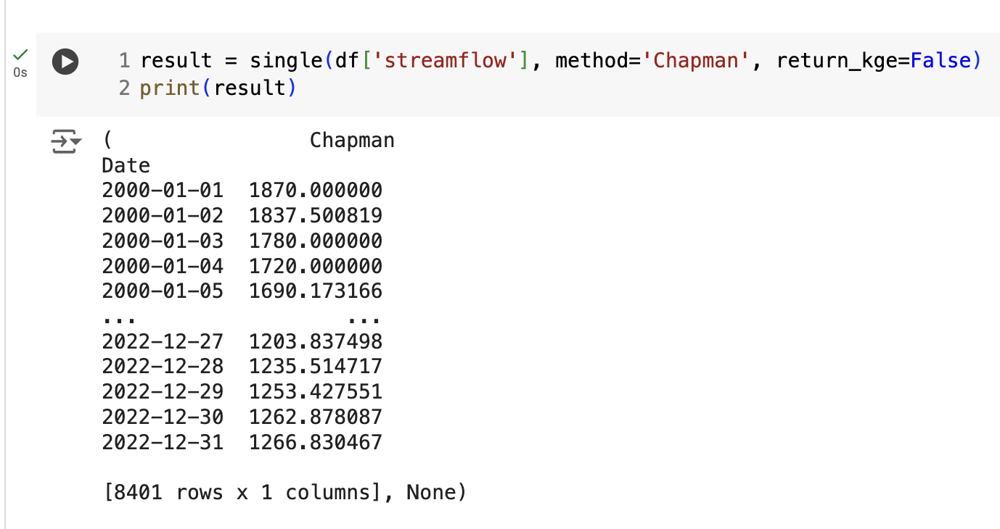 0s
1 result = single(df['streamflow'], method='Chapman', return_kge=False)
2 print(result)
(                Chapman
Date
2000-01-01  1870.000000
2000-01-02  1837.500819
2000-01-03  1780.000000
2000-01-04  1720.000000
2000-01-05  1690.173166
...                 ...
2022-12-27  1203.837498
2022-12-28  1235.514717
2022-12-29  1253.427551
2022-12-30  1262.878087
2022-12-31  1266.830467
[8401 rows x 1 columns], None)